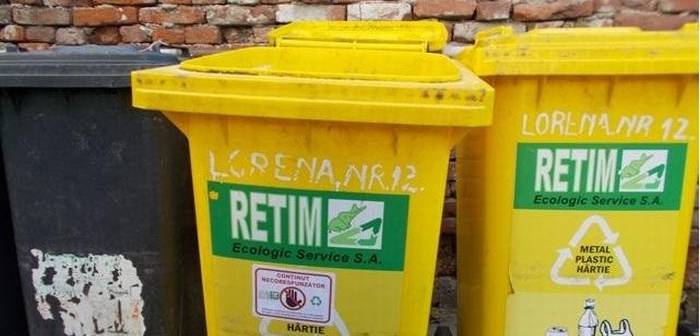 LORENA, NR.12.
RETIM
Ecologic Service S.A.
CONȚINUT
NECORESPUNZĂTOR
HÂRTIE
LORENA, NR 12.
RETIM
Ecologic Service S.A.
METAL
PLASTIC
HÂRTIE